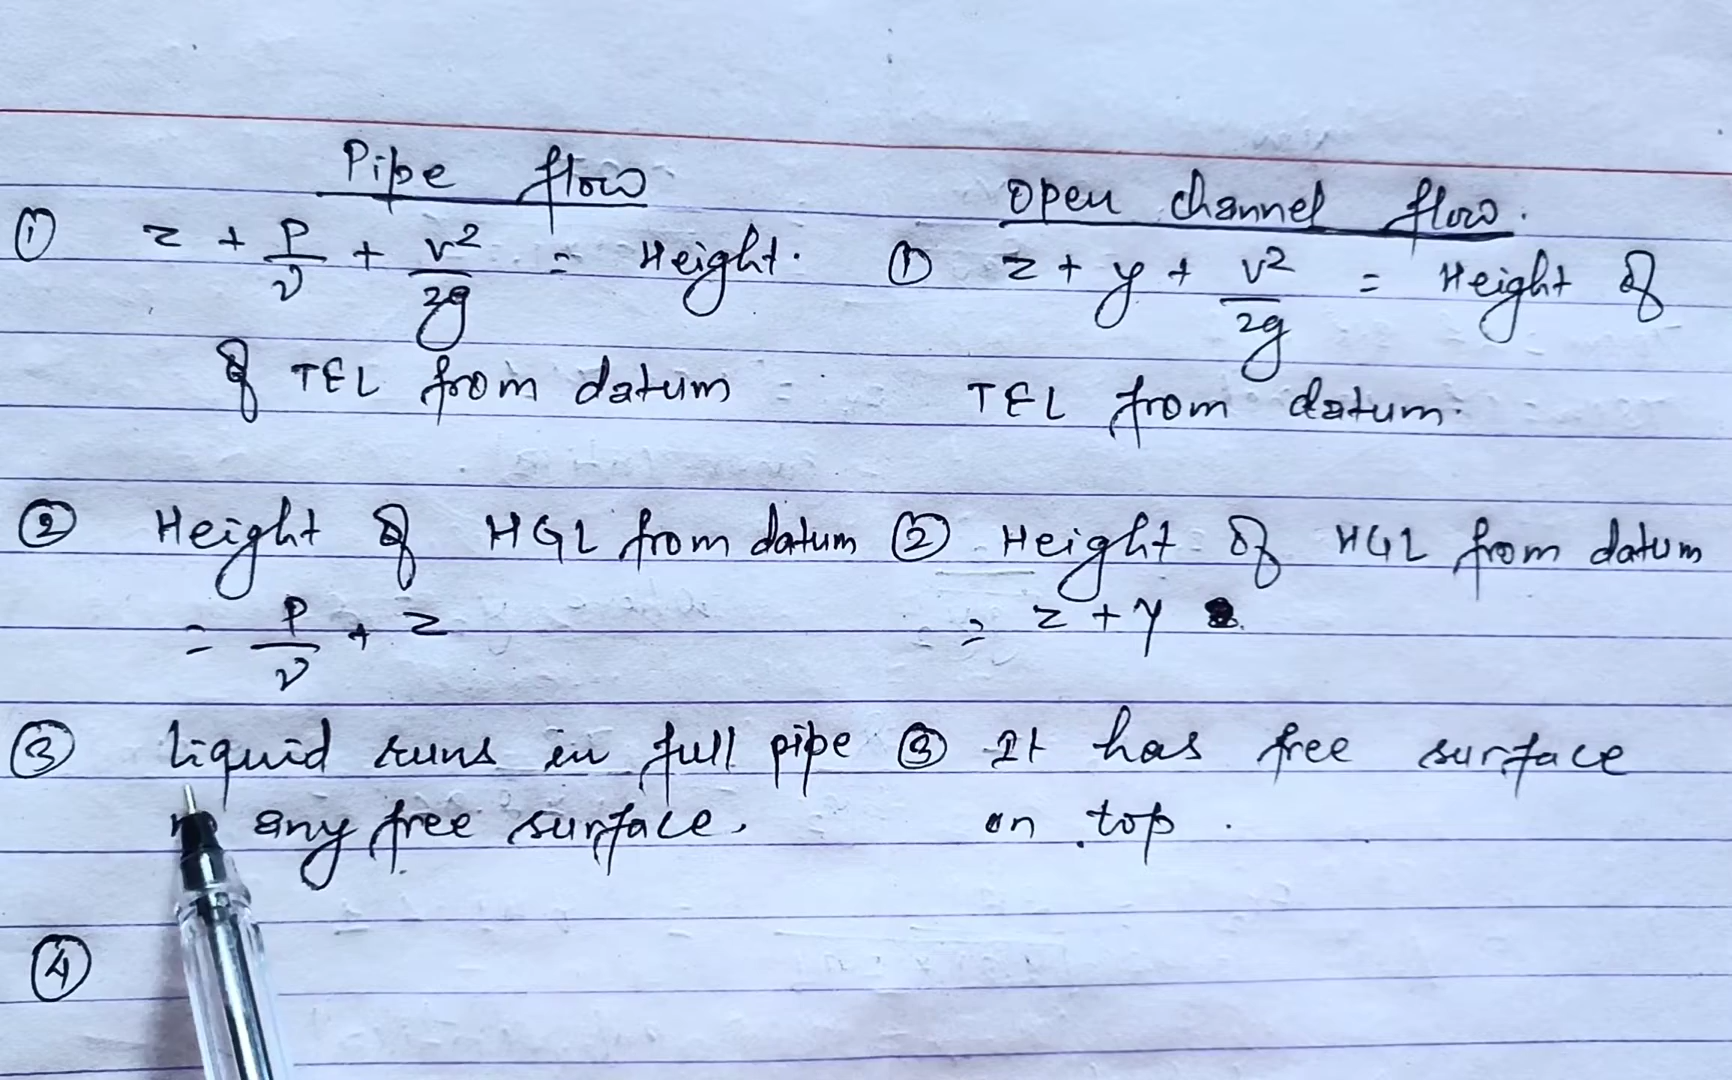 Pipe flow
Open channel flow.
① z + P/ν + v²/2g = Height.
of TEL from datum
① z + y + v²/2g = Height of
TEL from datum.
② Height of HGL from datum
= P/ν + z
② Height of HGL from datum
= z + y
③ Liquid runs in full pipe
any free surface.
③ It has free surface
on top.
④